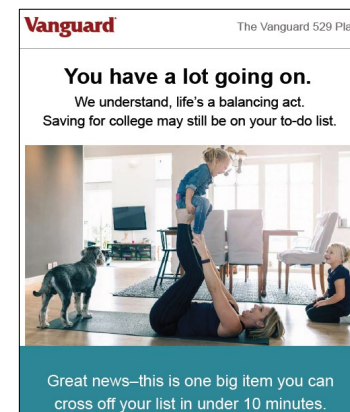 Vanguard
The Vanguard 529 Pla
You have a lot going on.
We understand, life's a balancing act.
Saving for college may still be on your to-do list.
Great news–this is one big item you can
cross off your list in under 10 minutes.